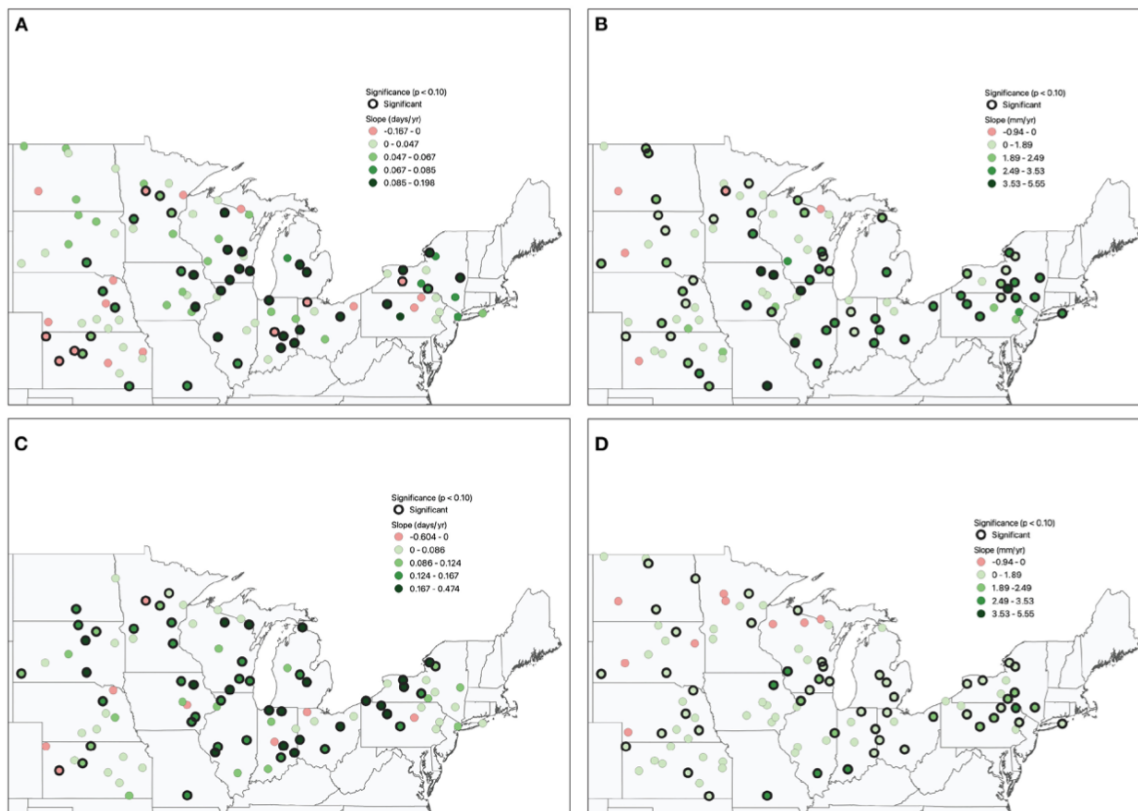 A
Significance (p < 0.10)
Significant
Slope (days/yr)
-0.167 - 0
0 - 0.047
0.047 - 0.067
0.067 - 0.085
0.085 - 0.198
B
Significance (p < 0.10)
Significant
Slope (mm/yr)
-0.94 - 0
0 - 1.89
1.89 - 2.49
2.49 - 3.53
3.53 - 5.55
C
Significance (p < 0.10)
Significant
Slope (days/yr)
-0.604 - 0
0 - 0.086
0.086 - 0.124
0.124 - 0.167
0.167 - 0.474
D
Significance (p < 0.10)
Significant
Slope (mm/yr)
-0.94 - 0
0 - 1.89
1.89 -2.49
2.49 - 3.53
3.53 - 5.55